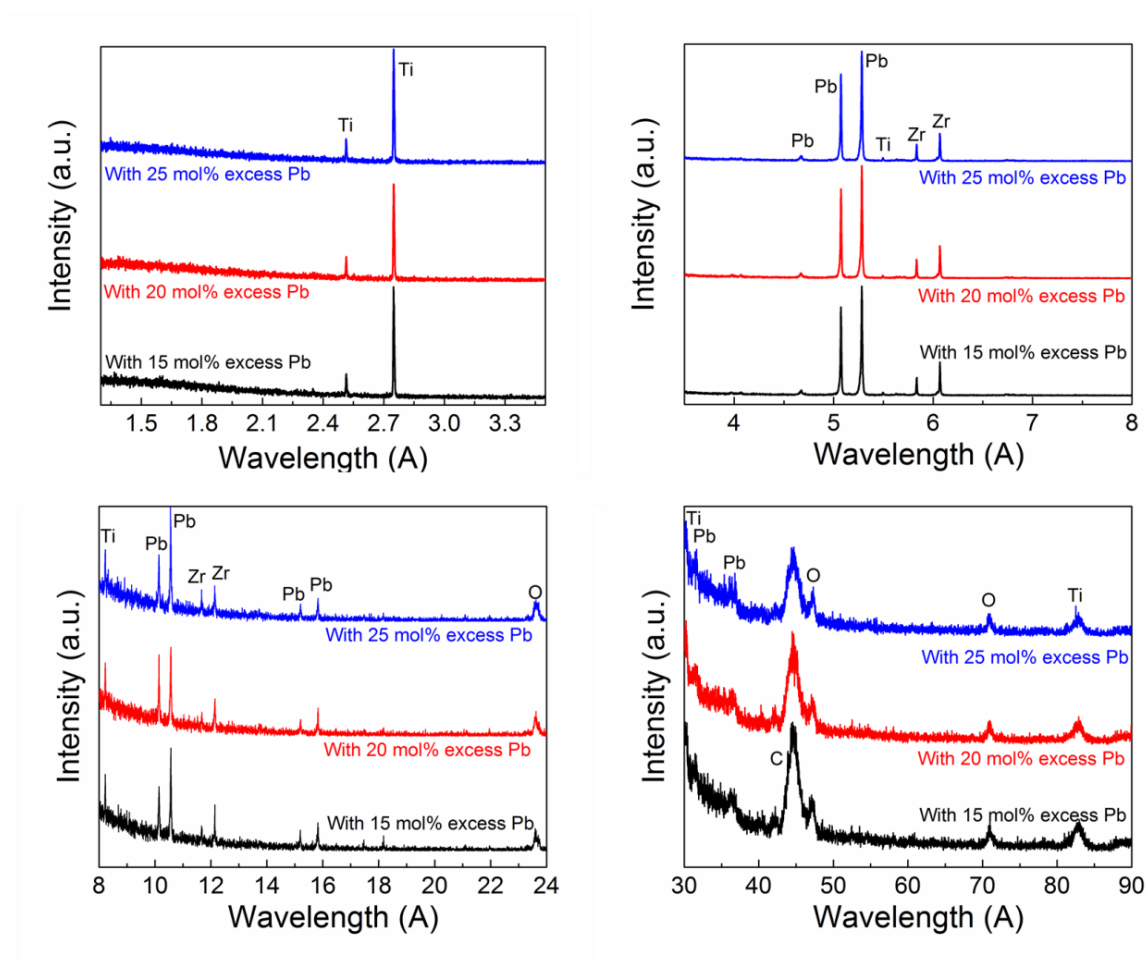 Intensity (a.u.)
Ti
Ti
With 25 mol% excess Pb
With 20 mol% excess Pb
With 15 mol% excess Pb
1.5 1.8 2.1 2.4 2.7 3.0 3.3
Wavelength (A)
Intensity (a.u.)
Pb
Pb
Pb
Ti
Zr
Zr
With 25 mol% excess Pb
With 20 mol% excess Pb
With 15 mol% excess Pb
4 5 6 7 8
Wavelength (A)
Intensity (a.u.)
Ti
Pb
Pb
Zr
Zr
Pb
Pb
O
With 25 mol% excess Pb
With 20 mol% excess Pb
With 15 mol% excess Pb
8 10 12 14 16 18 20 22 24
Wavelength (A)
Intensity (a.u.)
Ti
Pb
Pb
O
O
Ti
With 25 mol% excess Pb
With 20 mol% excess Pb
C
With 15 mol% excess Pb
30 40 50 60 70 80 90
Wavelength (A)